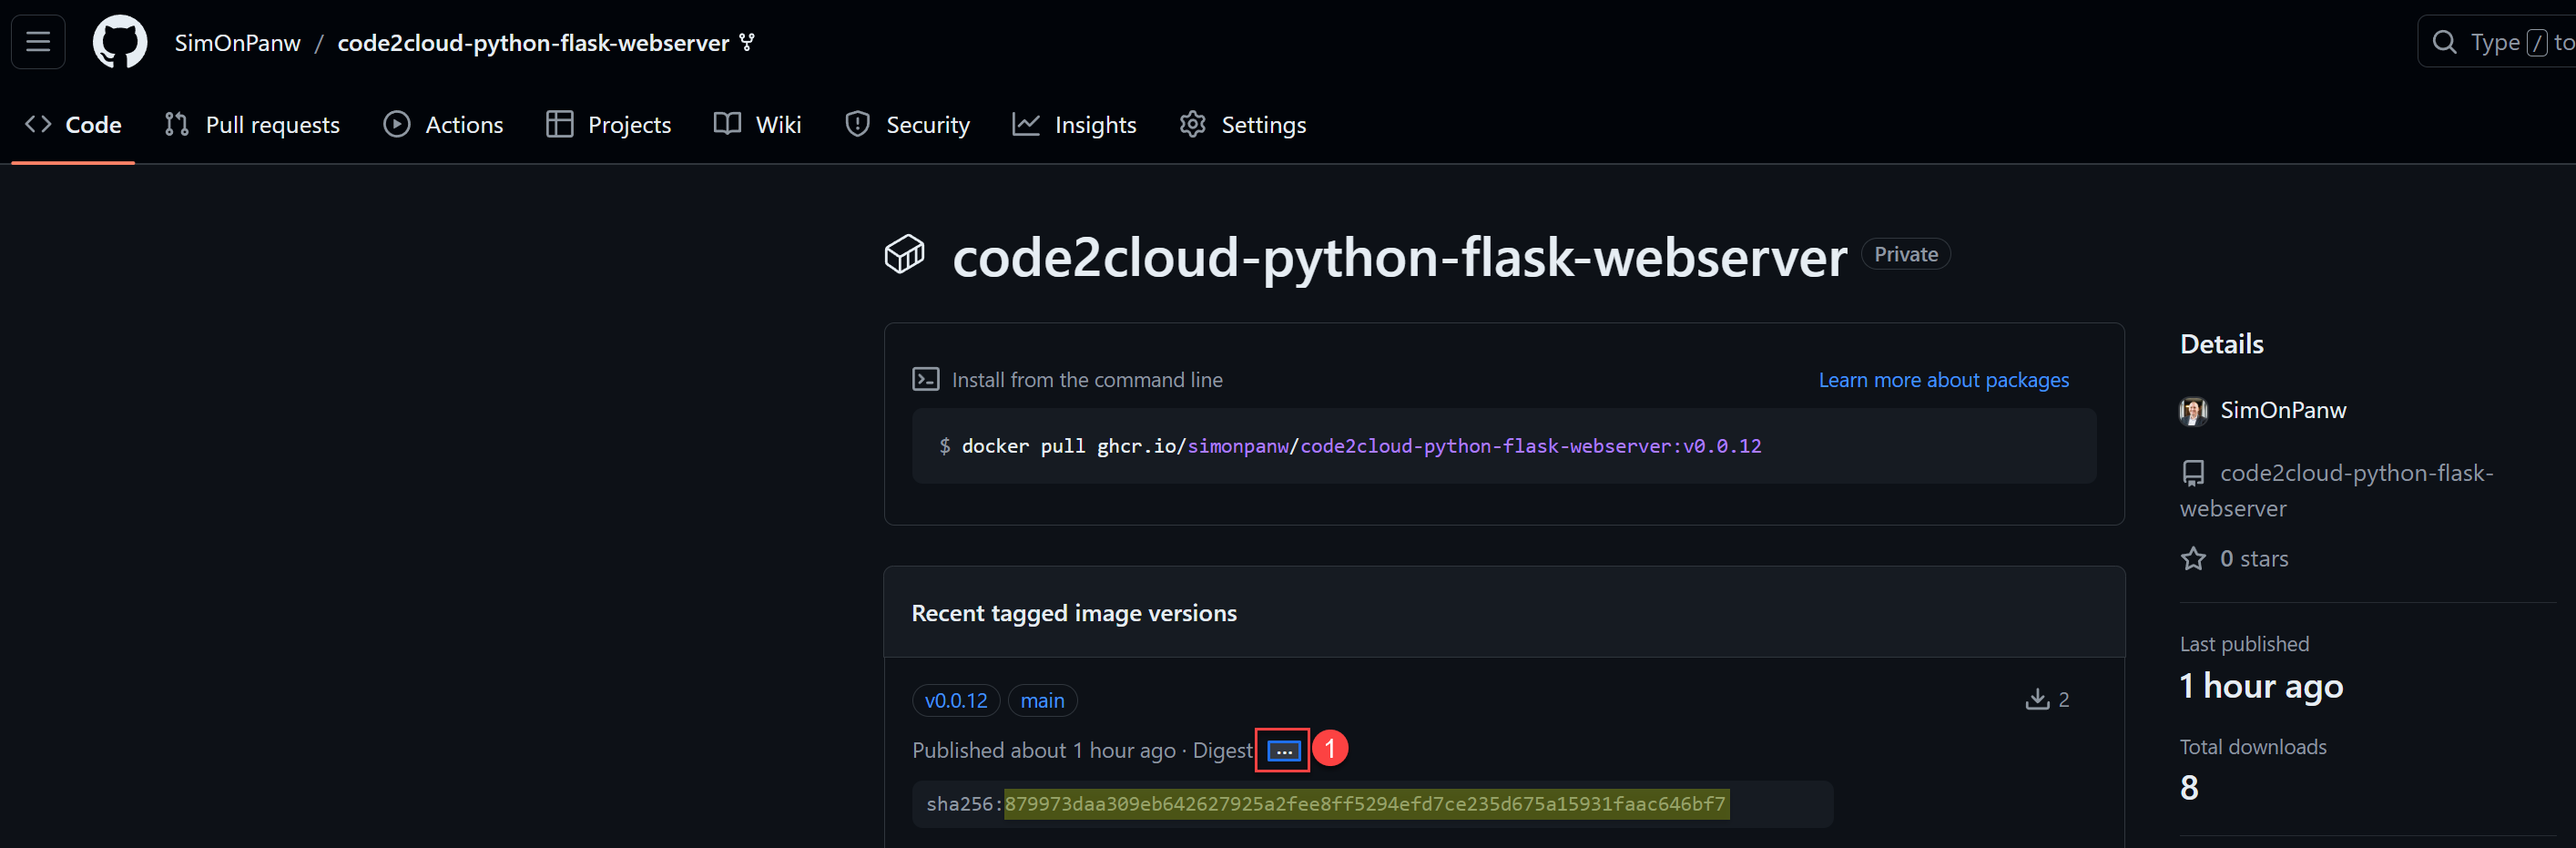 SimOnPanw / code2cloud-python-flask-webserver
Type / to
Code Pull requests Actions Projects Wiki Security Insights Settings
code2cloud-python-flask-webserver Private
Install from the command line Learn more about packages
$ docker pull ghcr.io/simonpanw/code2cloud-python-flask-webserver:v0.0.12
Recent tagged image versions
v0.0.12 main 2
Published about 1 hour ago · Digest ... 1
sha256:879973daa309eb642627925a2fee8ff5294efd7ce235d675a15931faac646bf7
Details
SimOnPanw
code2cloud-python-flask-
webserver
0 stars
Last published
1 hour ago
Total downloads
8